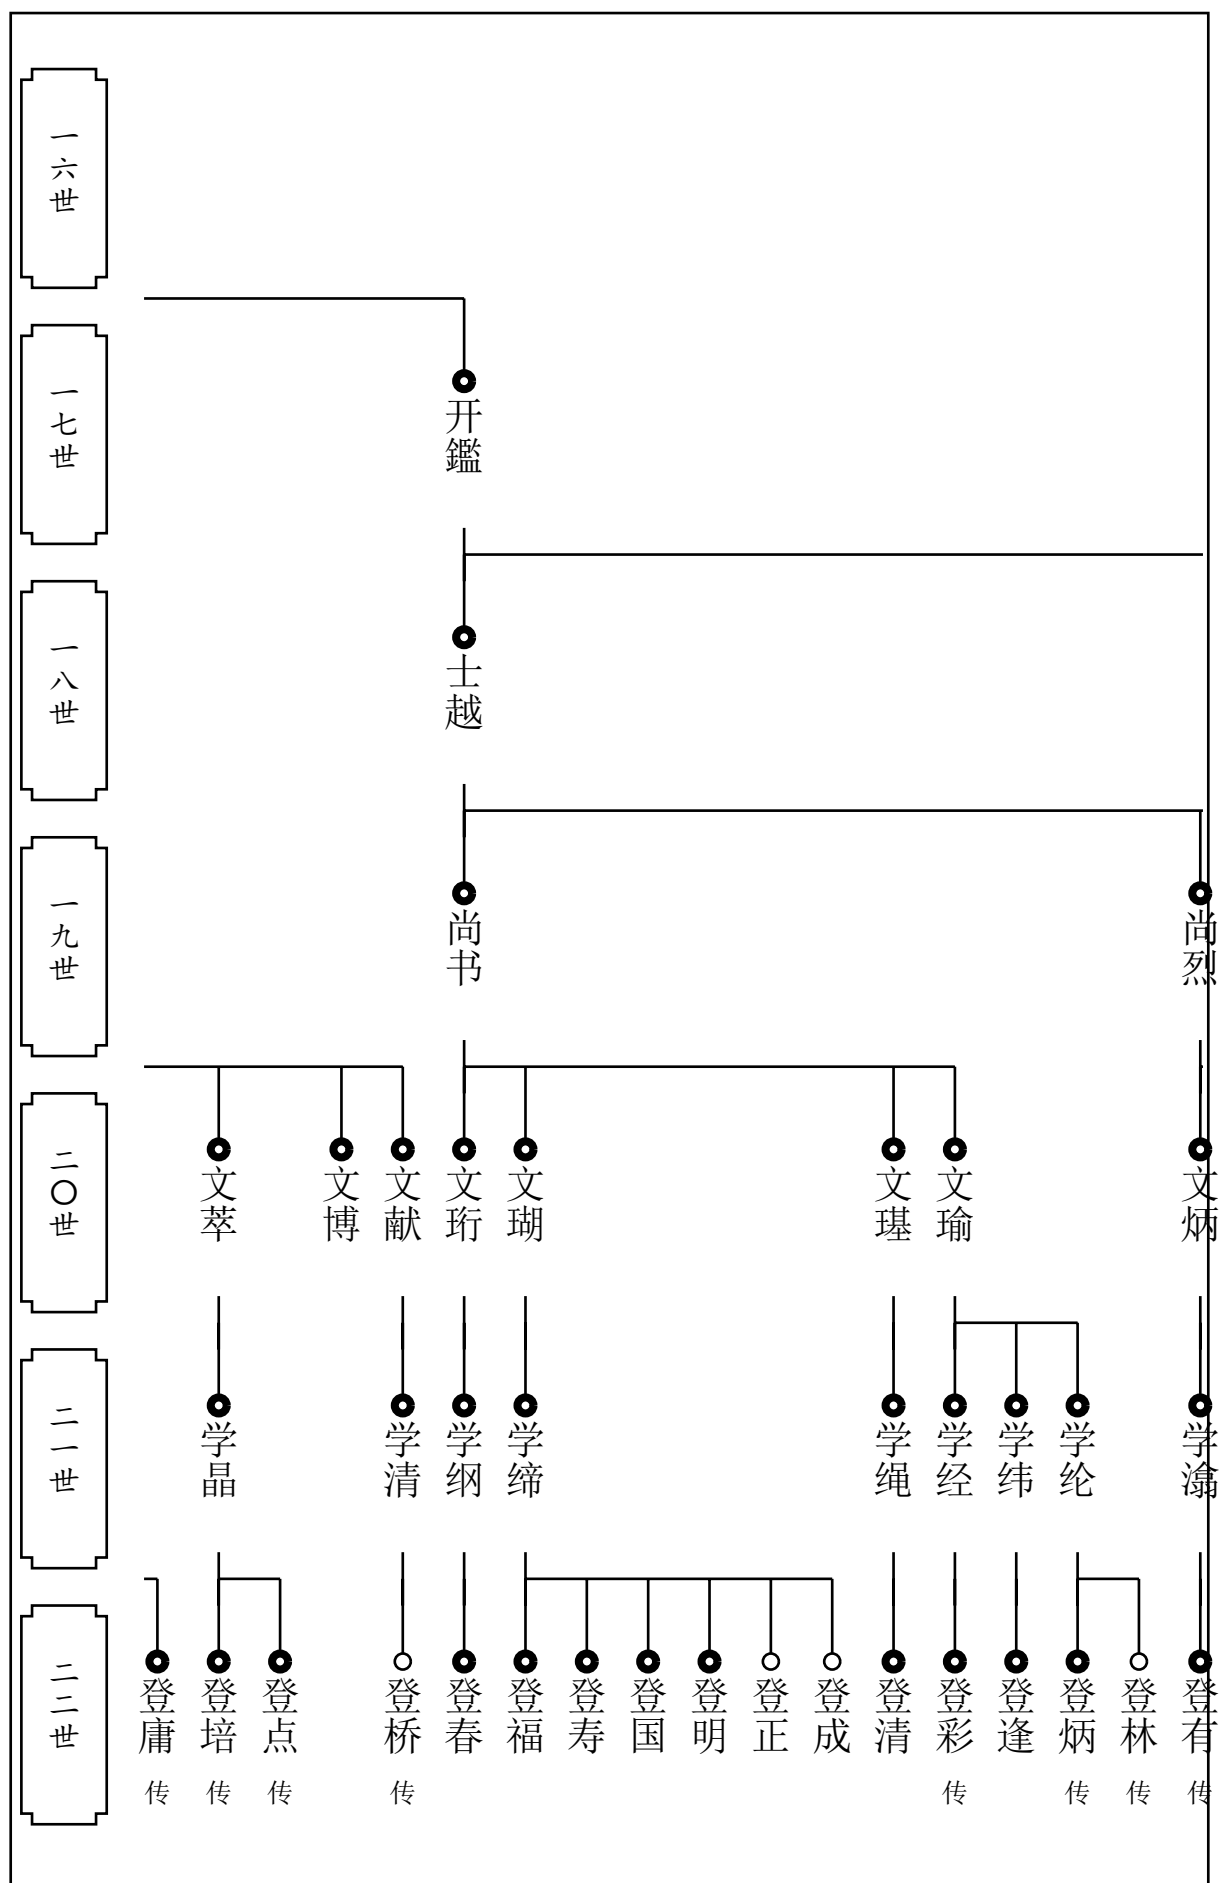 一六世
一七世
开鑑
一八世
士越
一九世
尚书
尚烈
二〇世
文萃
文博
文献
文珩
文瑚
文璂
文瑜
文炳
二一世
学晶
学清
学纲
学缔
学绳
学经
学纬
学纶
学瀹
二二世
登庸 传
登培 传
登点 传
登桥 传
登春
登福
登寿
登国
登明
登正
登成
登清
登彩 传
登逢
登炳 传
登林 传
登有 传